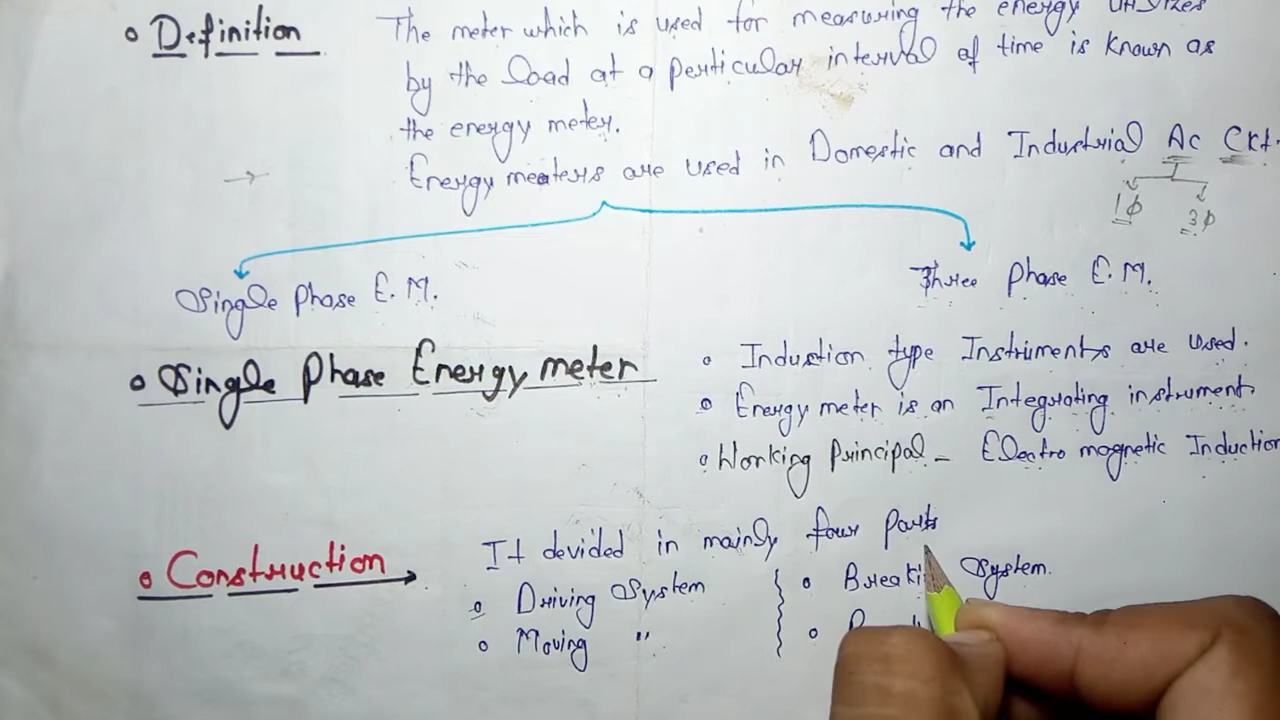 • Definition The meter which is used for measuring the energy utilizes
by the load at a perticular interval of time is known as
the energy meter.
→ Energy meaters are used in Domestic and Industrial Ac Ckt.
1ϕ 3ϕ
Single Phase E.M. Three Phase E.M.
• Single Phase Energy meter
• Induction type Instruments are used.
• Energy meter is an Integrating instrument.
• Working Principal - Electro magnetic Induction
• Construction → It devided in mainly four Parts
• Driving System
• Moving "
• System.